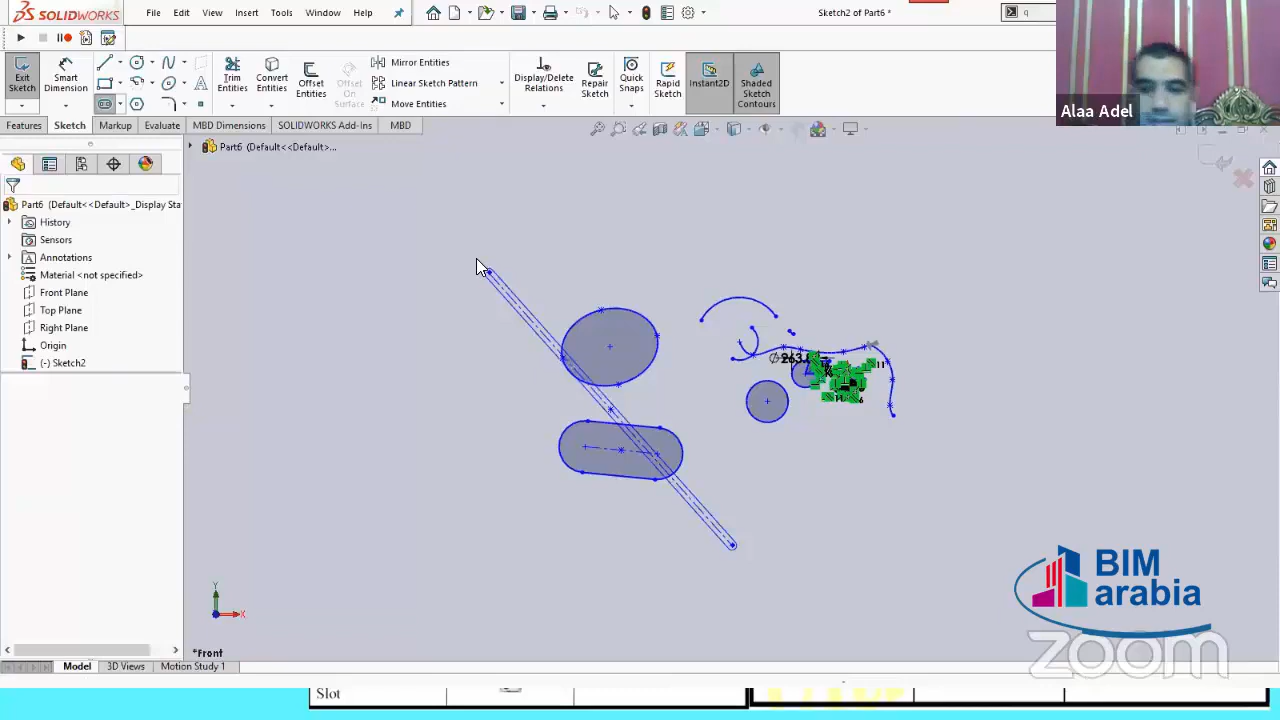 SOLIDWORKS File Edit View Insert Tools Window Help Sketch2 of Part6 * q
Exit Sketch
Smart Dimension
Trim Entities
Convert Entities
Offset Entities
Offset On Surface
Mirror Entities
Linear Sketch Pattern
Move Entities
Display/Delete Relations
Repair Sketch
Quick Snaps
Rapid Sketch
Instant2D
Shaded Sketch Contours
Alaa Adel
Features Sketch Markup Evaluate MBD Dimensions SOLIDWORKS Add-Ins MBD
Part6 (Default<<Default>...
Part6 (Default<<Default>_Display Sta
History
Sensors
Annotations
Material <not specified>
Front Plane
Top Plane
Right Plane
Origin
(-) Sketch2
Y
X
*Front
BIM
arabia
zoom
Model 3D Views Motion Study 1
Slot